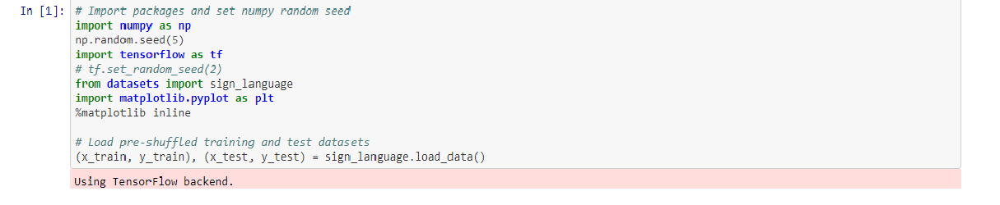 In [1]: # Import packages and set numpy random seed
import numpy as np
np.random.seed(5)
import tensorflow as tf
# tf.set_random_seed(2)
from datasets import sign_language
import matplotlib.pyplot as plt
%matplotlib inline
# Load pre-shuffled training and test datasets
(x_train, y_train), (x_test, y_test) = sign_language.load_data()
Using TensorFlow backend.